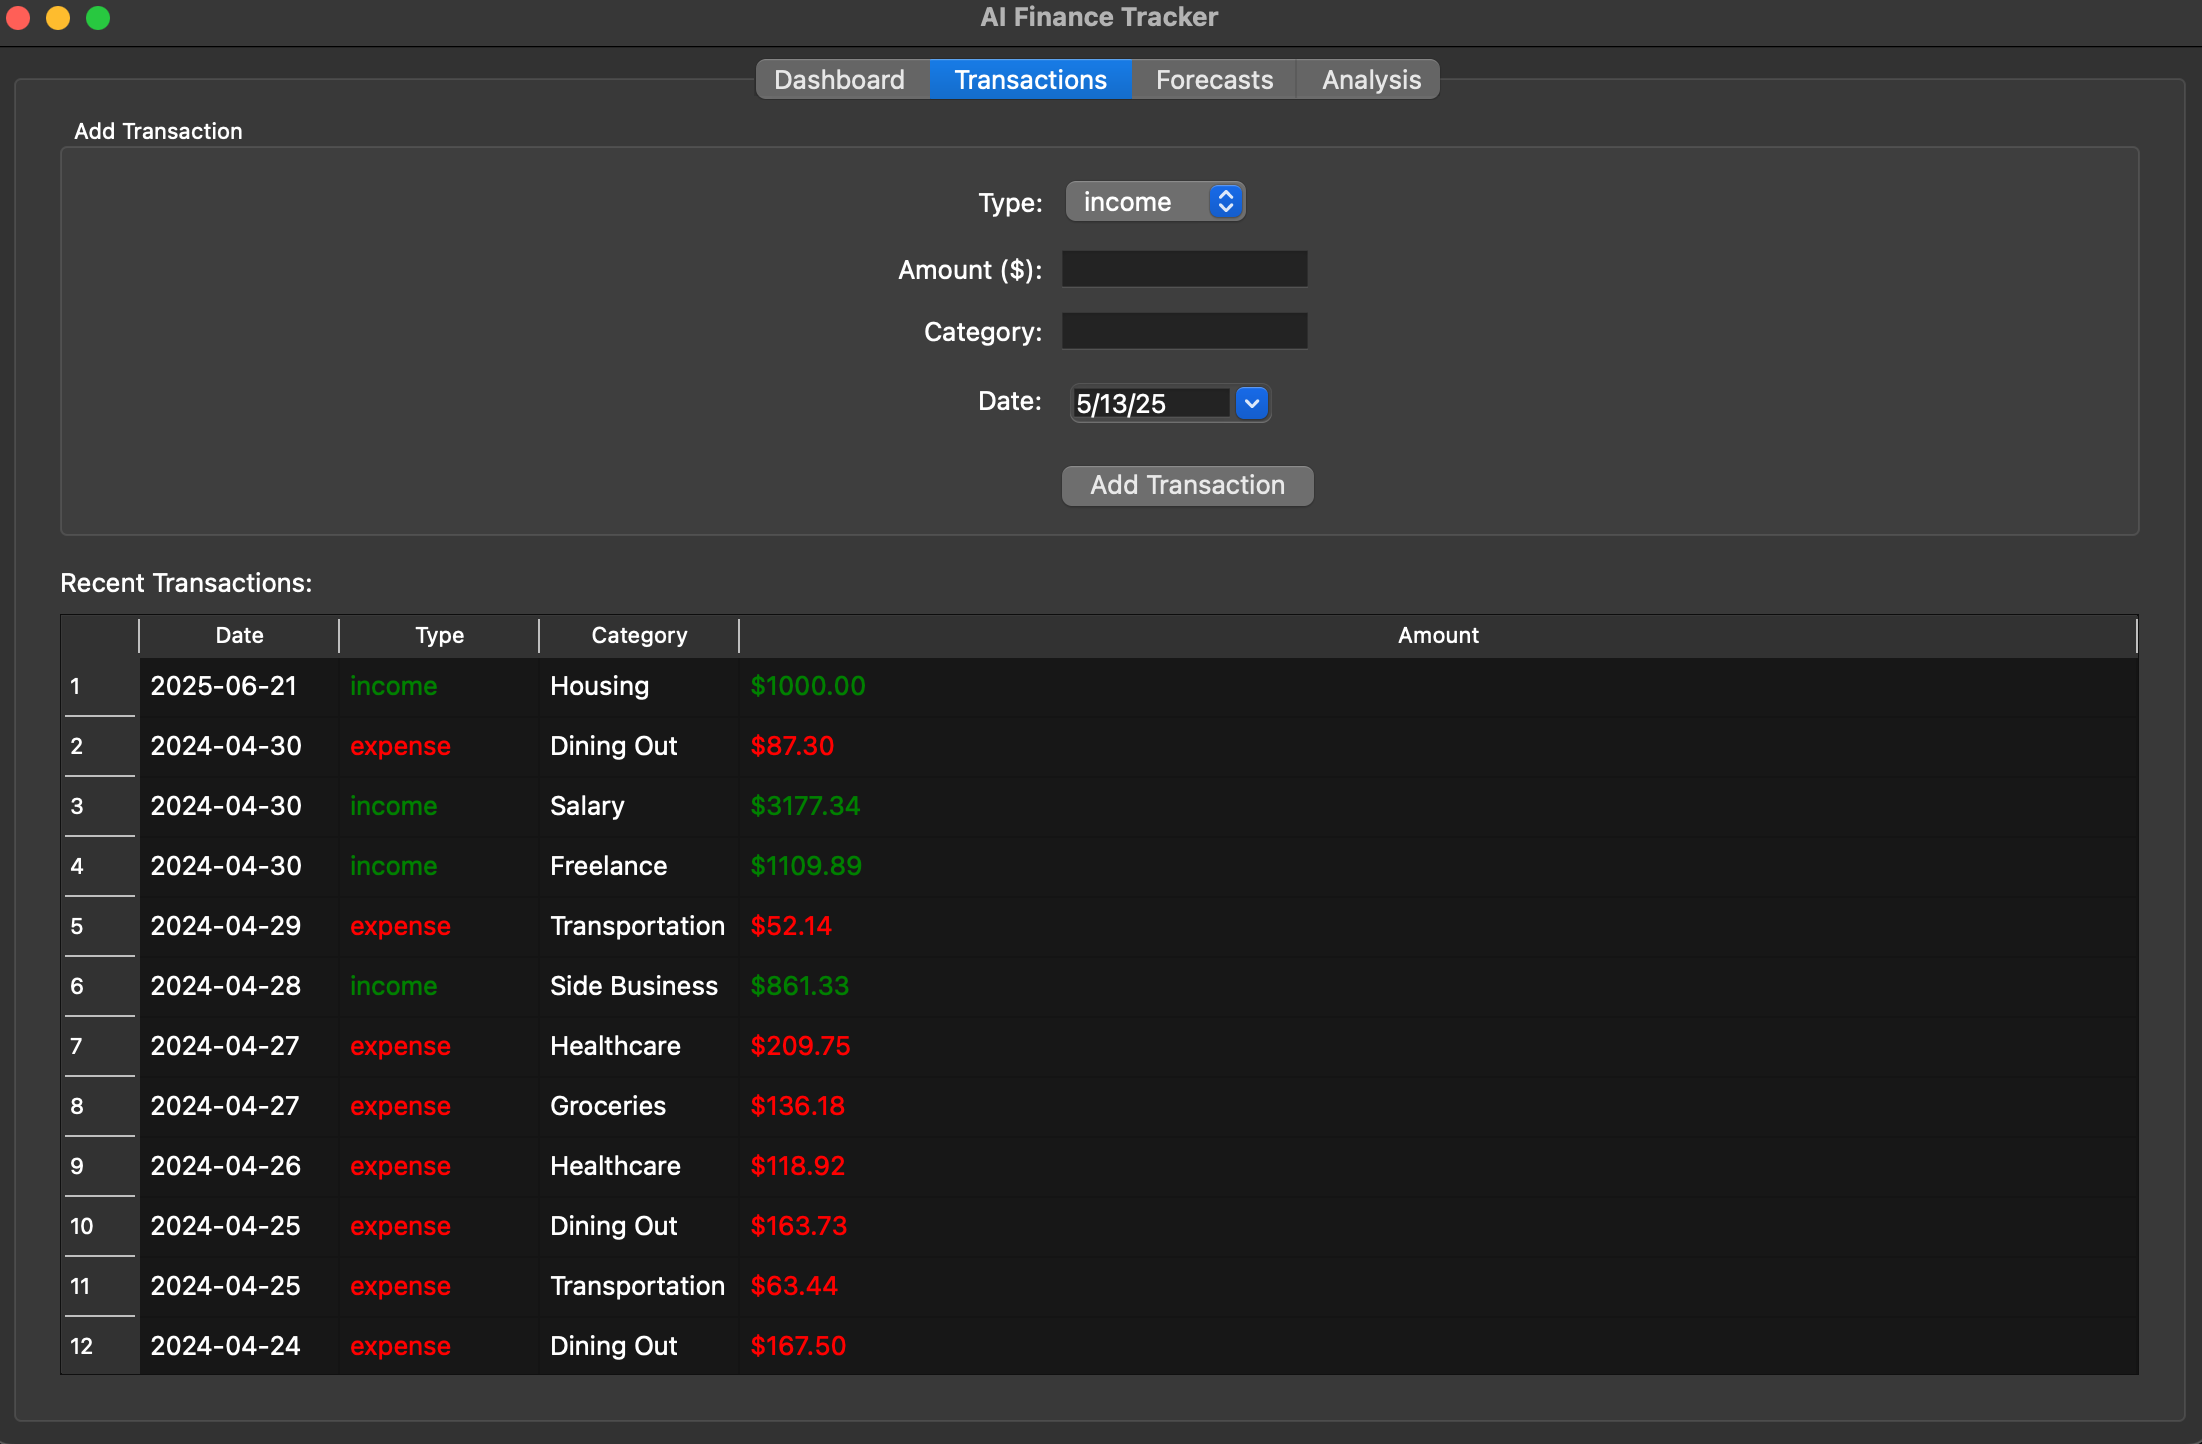 AI Finance Tracker
Dashboard Transactions Forecasts Analysis
Add Transaction
Type: income
Amount ($):
Category:
Date: 5/13/25
Add Transaction
Recent Transactions:
Date Type Category Amount
1 2025-06-21 income Housing $1000.00
2 2024-04-30 expense Dining Out $87.30
3 2024-04-30 income Salary $3177.34
4 2024-04-30 income Freelance $1109.89
5 2024-04-29 expense Transportation $52.14
6 2024-04-28 income Side Business $861.33
7 2024-04-27 expense Healthcare $209.75
8 2024-04-27 expense Groceries $136.18
9 2024-04-26 expense Healthcare $118.92
10 2024-04-25 expense Dining Out $163.73
11 2024-04-25 expense Transportation $63.44
12 2024-04-24 expense Dining Out $167.50